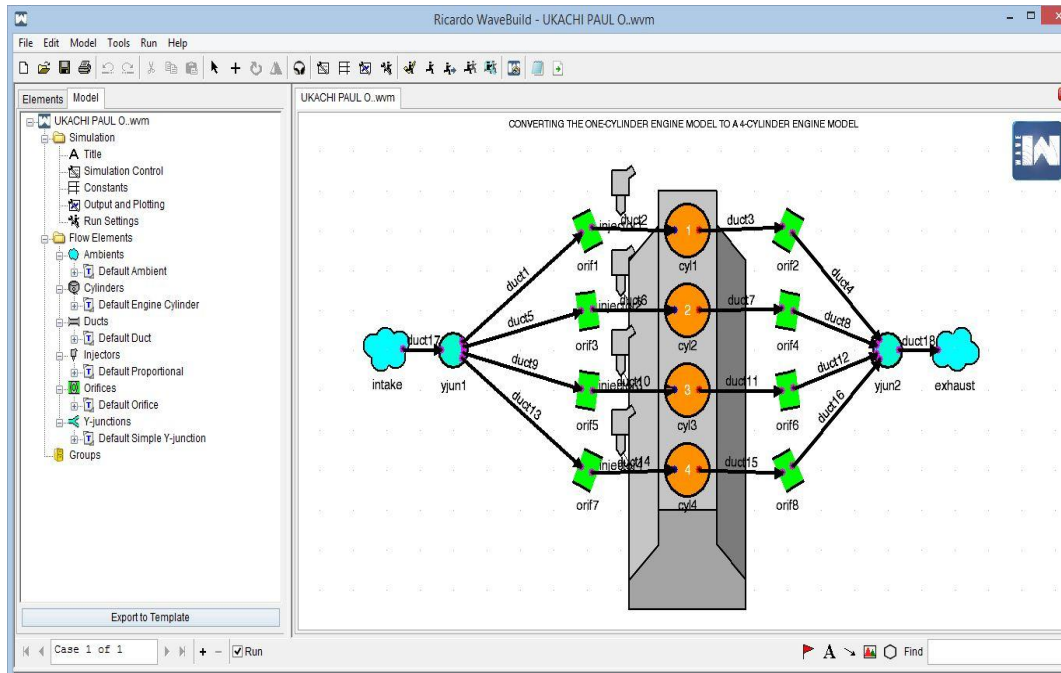 Ricardo WaveBuild - UKACHI PAUL O..wvm
File Edit Model Tools Run Help
Elements Model
UKACHI PAUL O..wvm
UKACHI PAUL O..wvm
Simulation
A Title
Simulation Control
Constants
Output and Plotting
Run Settings
Flow Elements
Ambients
Default Ambient
Cylinders
Default Engine Cylinder
Ducts
Default Duct
Injectors
Default Proportional
Orifices
Default Orifice
Y-junctions
Default Simple Y-junction
Groups
Export to Template
CONVERTING THE ONE-CYLINDER ENGINE MODEL TO A 4-CYLINDER ENGINE MODEL
WAVE
W
duct2
1
duct3
orif1
cyl1
orif2
duct1
duct4
duct6
2
duct7
duct5
duct8
orif3
cyl2
orif4
duct17
duct18
intake
yjun1
yjun2
exhaust
duct9
duct12
duct10
3
duct11
orif5
cyl3
orif6
duct13
duct16
duct14
4
duct15
orif7
cyl4
orif8
Case 1 of 1
Run
A
Find